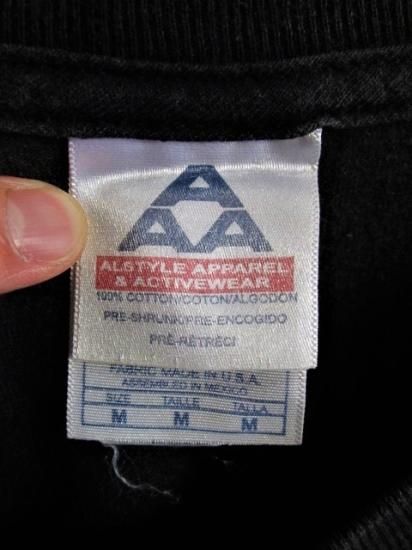 A
A A
ALSTYLE APPAREL
& ACTIVEWEAR
100% COTTON/COTON/ALGODON
PRE-SHRUNK/PRE-ENCOGIDO
PRÉ-RÉTRÉCI
FABRIC MADE IN U.S.A.
ASSEMBLED IN MEXICO
SIZE TAILLE TALLA
M M M